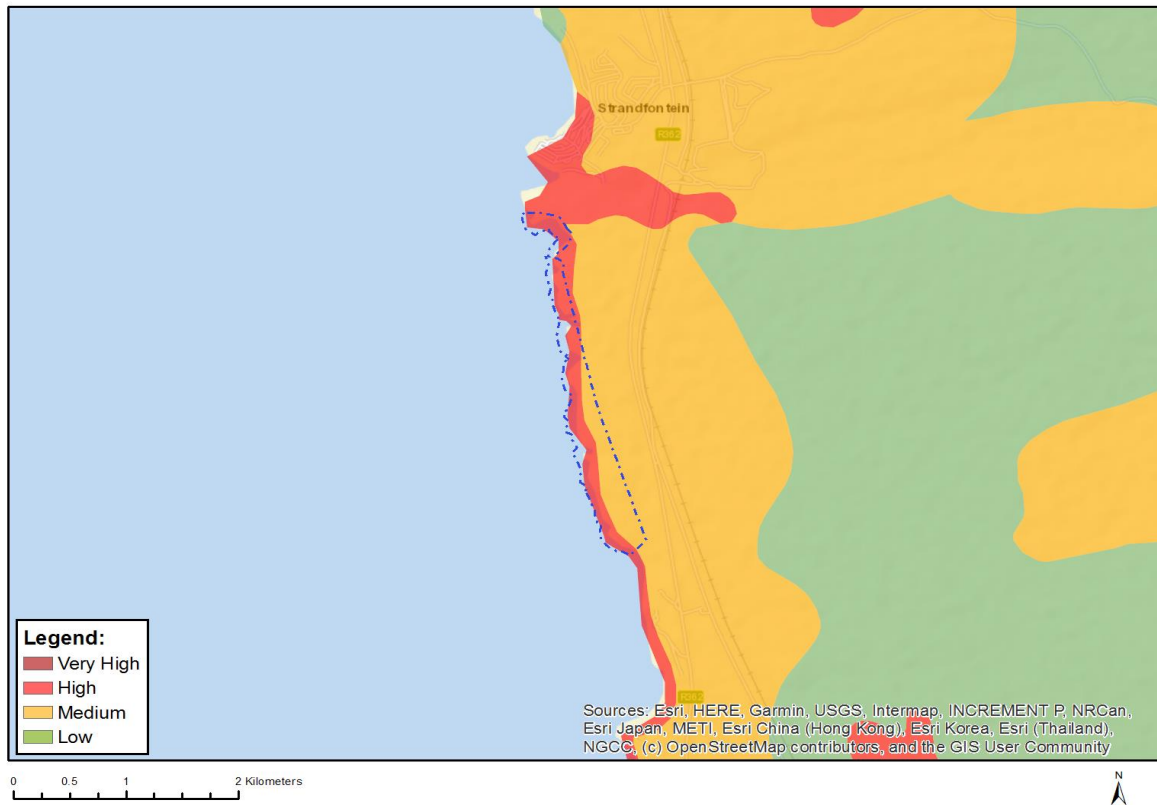 Strandfontein
R362
R362
Legend:
Very High
High
Medium
Low
Sources: Esri, HERE, Garmin, USGS, Intermap, INCREMENT P, NRCan,
Esri Japan, METI, Esri China (Hong Kong), Esri Korea, Esri (Thailand),
NGCC, (c) OpenStreetMap contributors, and the GIS User Community
0 0.5 1 2 Kilometers
N